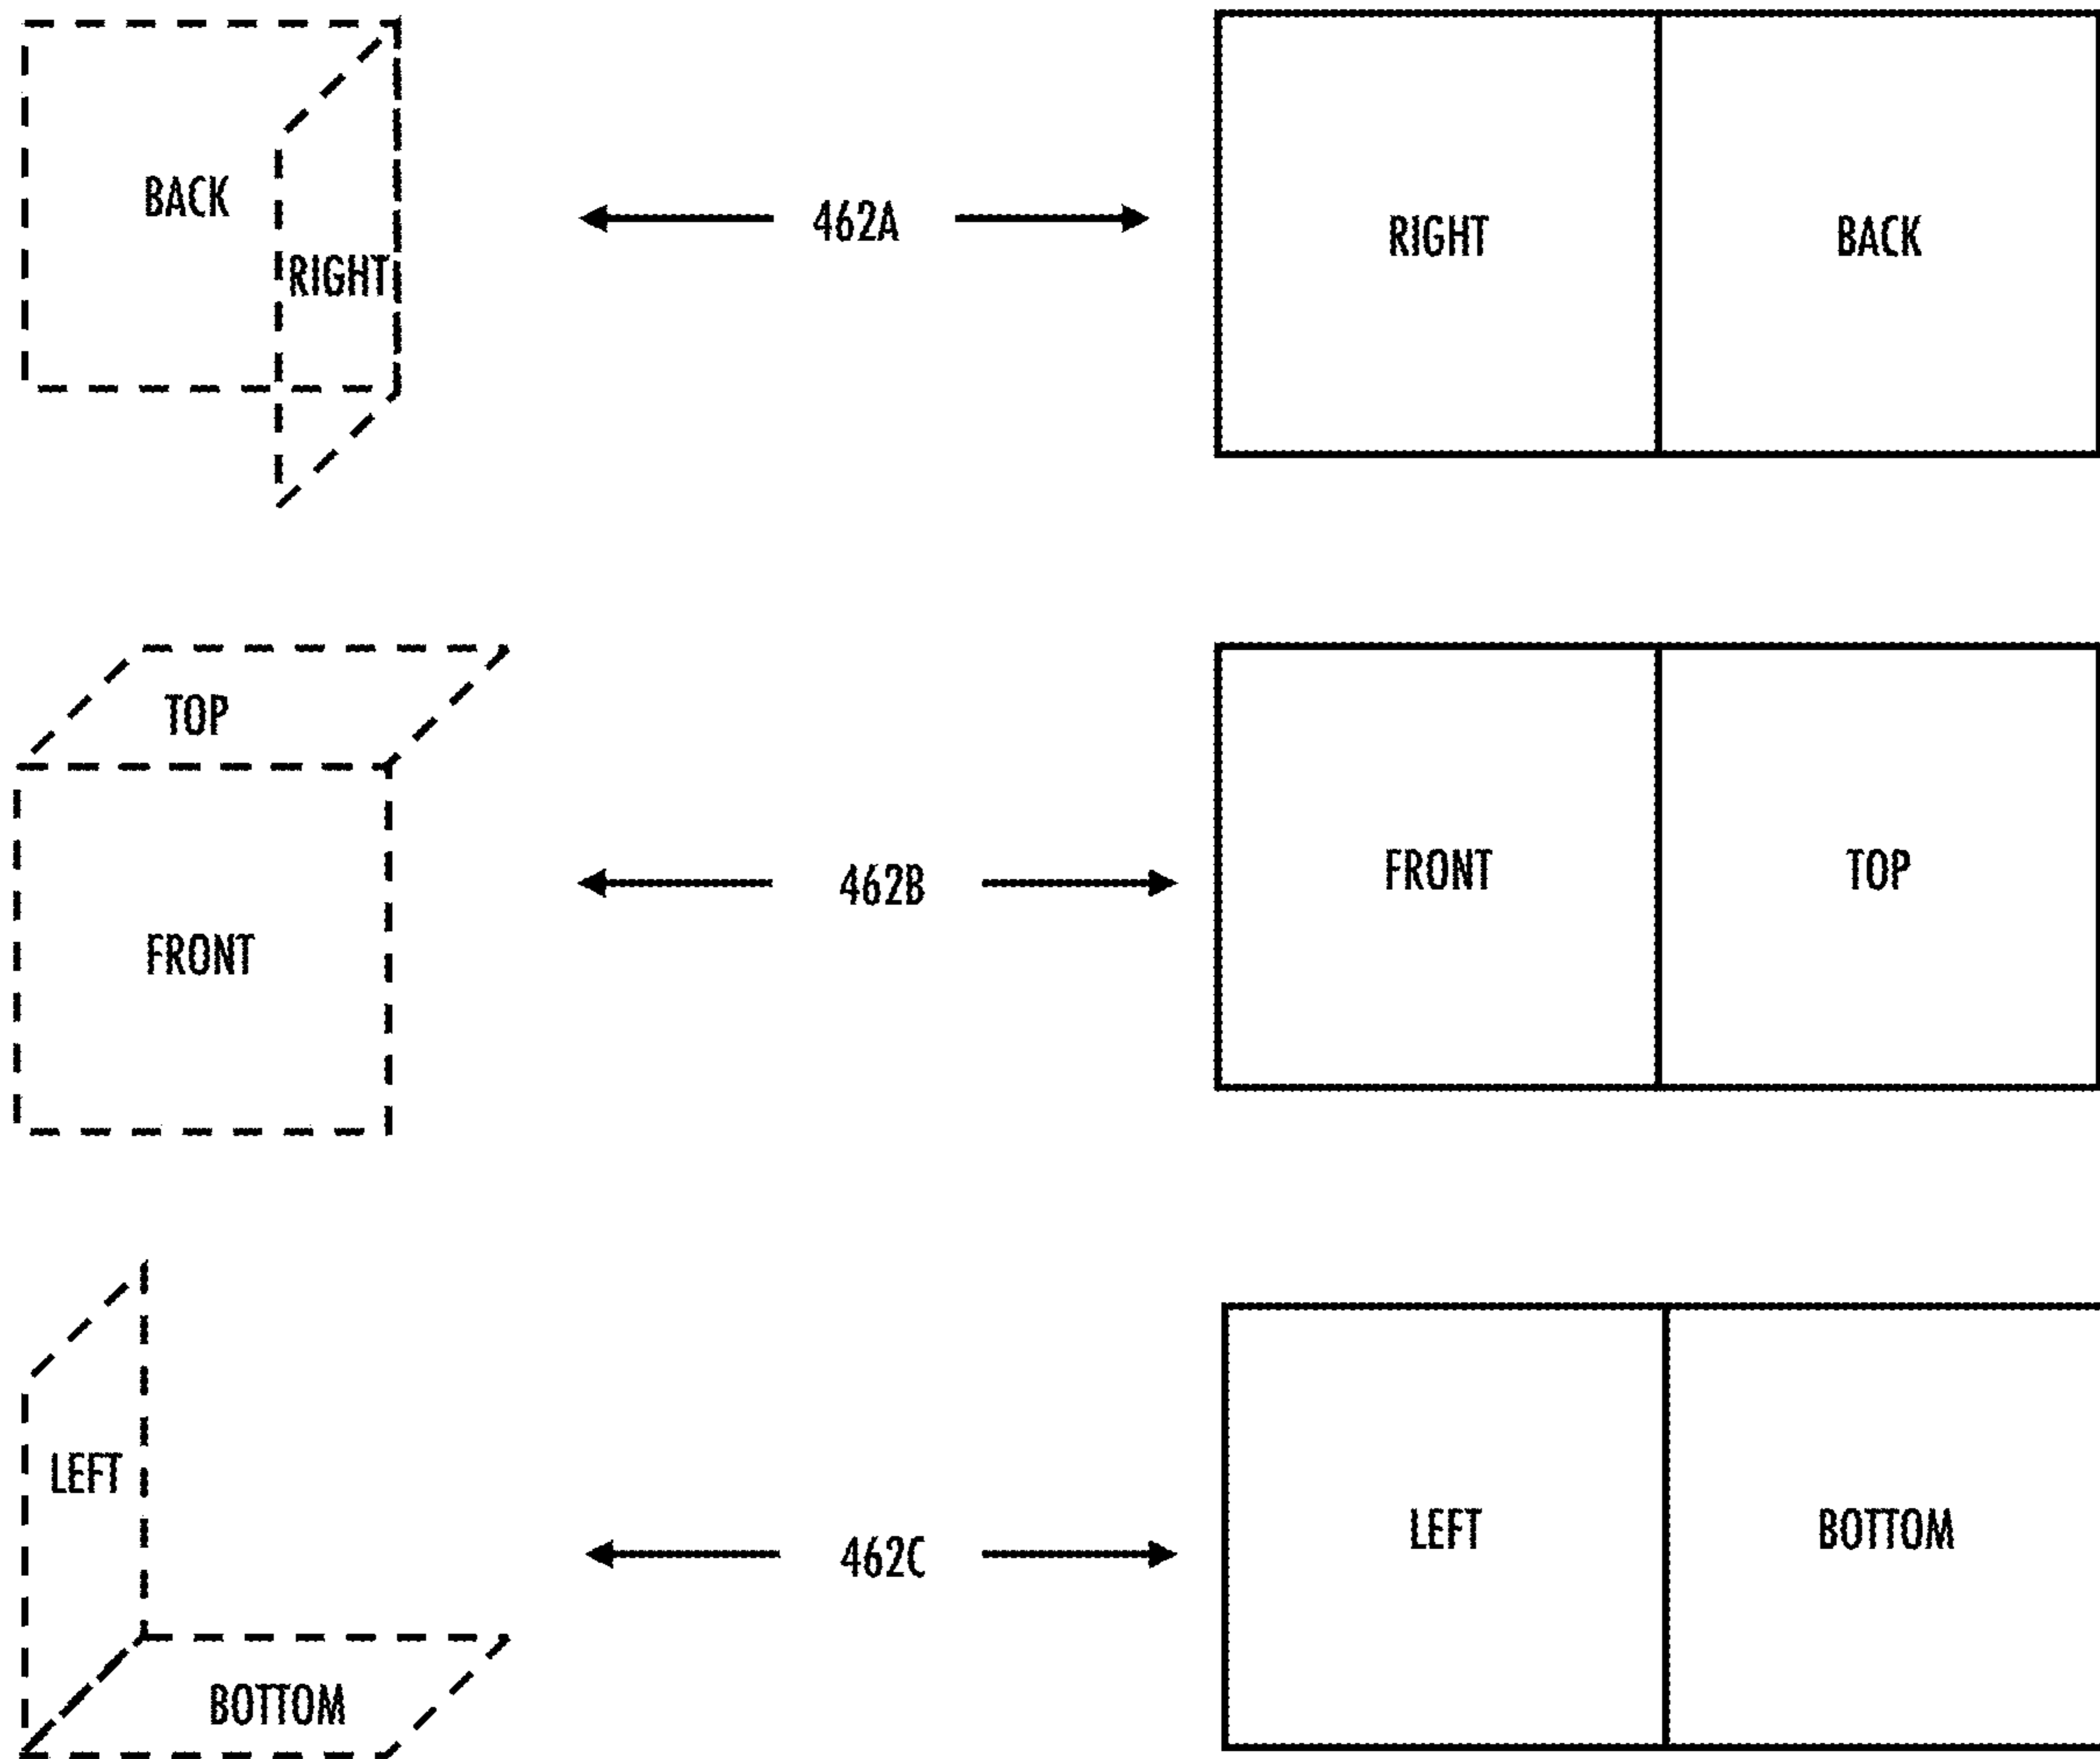 BACK
RIGHT
462A
RIGHT
BACK
TOP
FRONT
462B
FRONT
TOP
LEFT
BOTTOM
462C
LEFT
BOTTOM